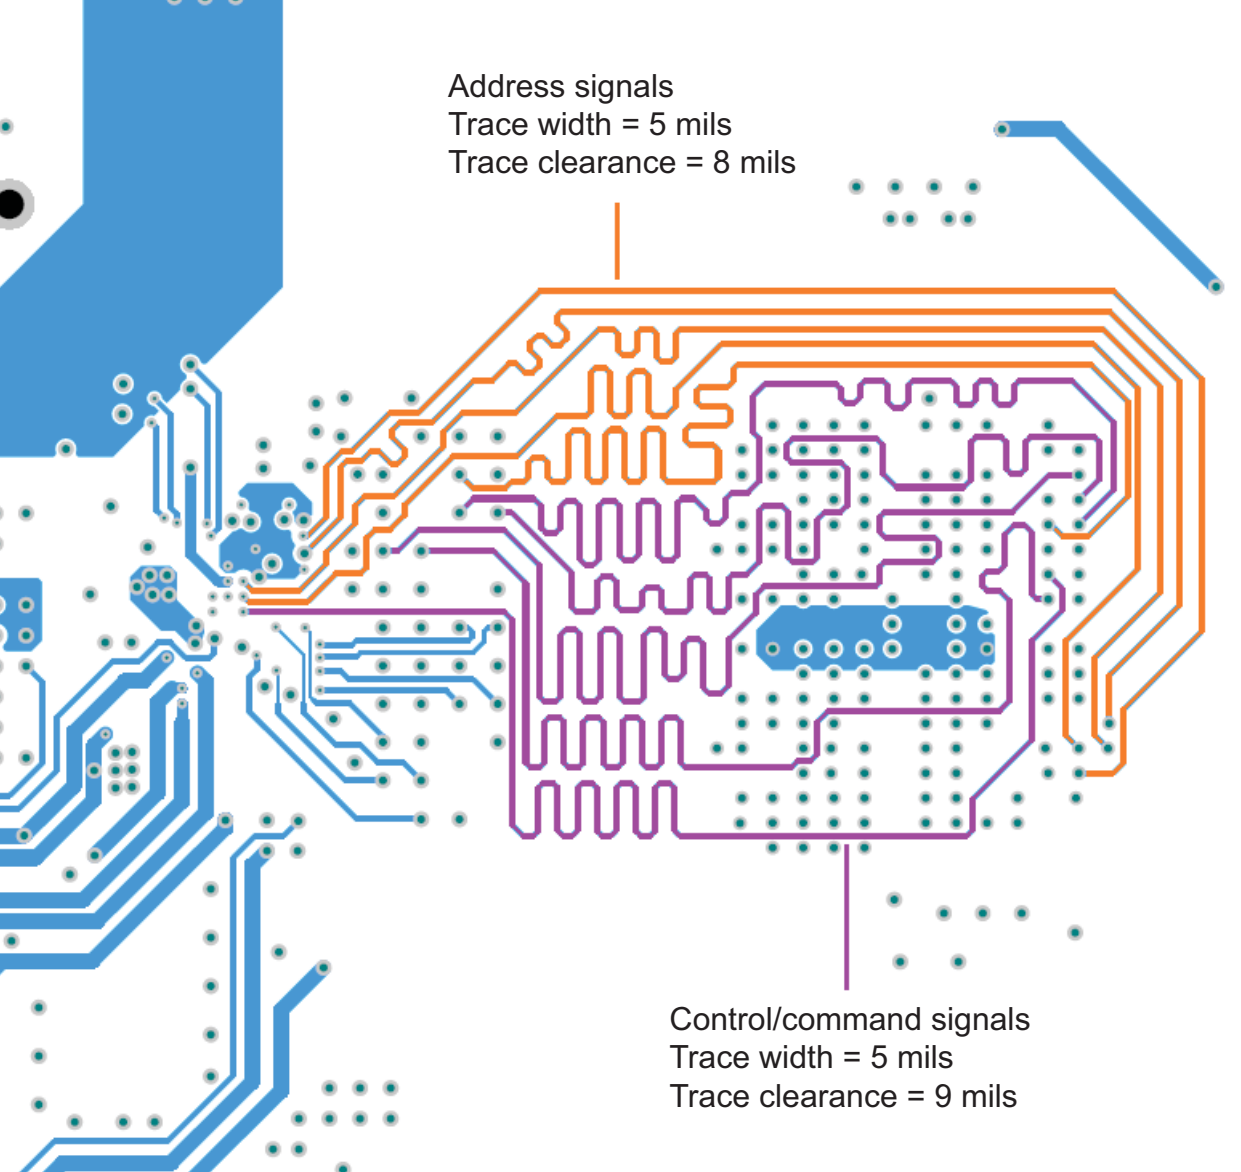 Address signals
Trace width = 5 mils
Trace clearance = 8 mils
Control/command signals
Trace width = 5 mils
Trace clearance = 9 mils